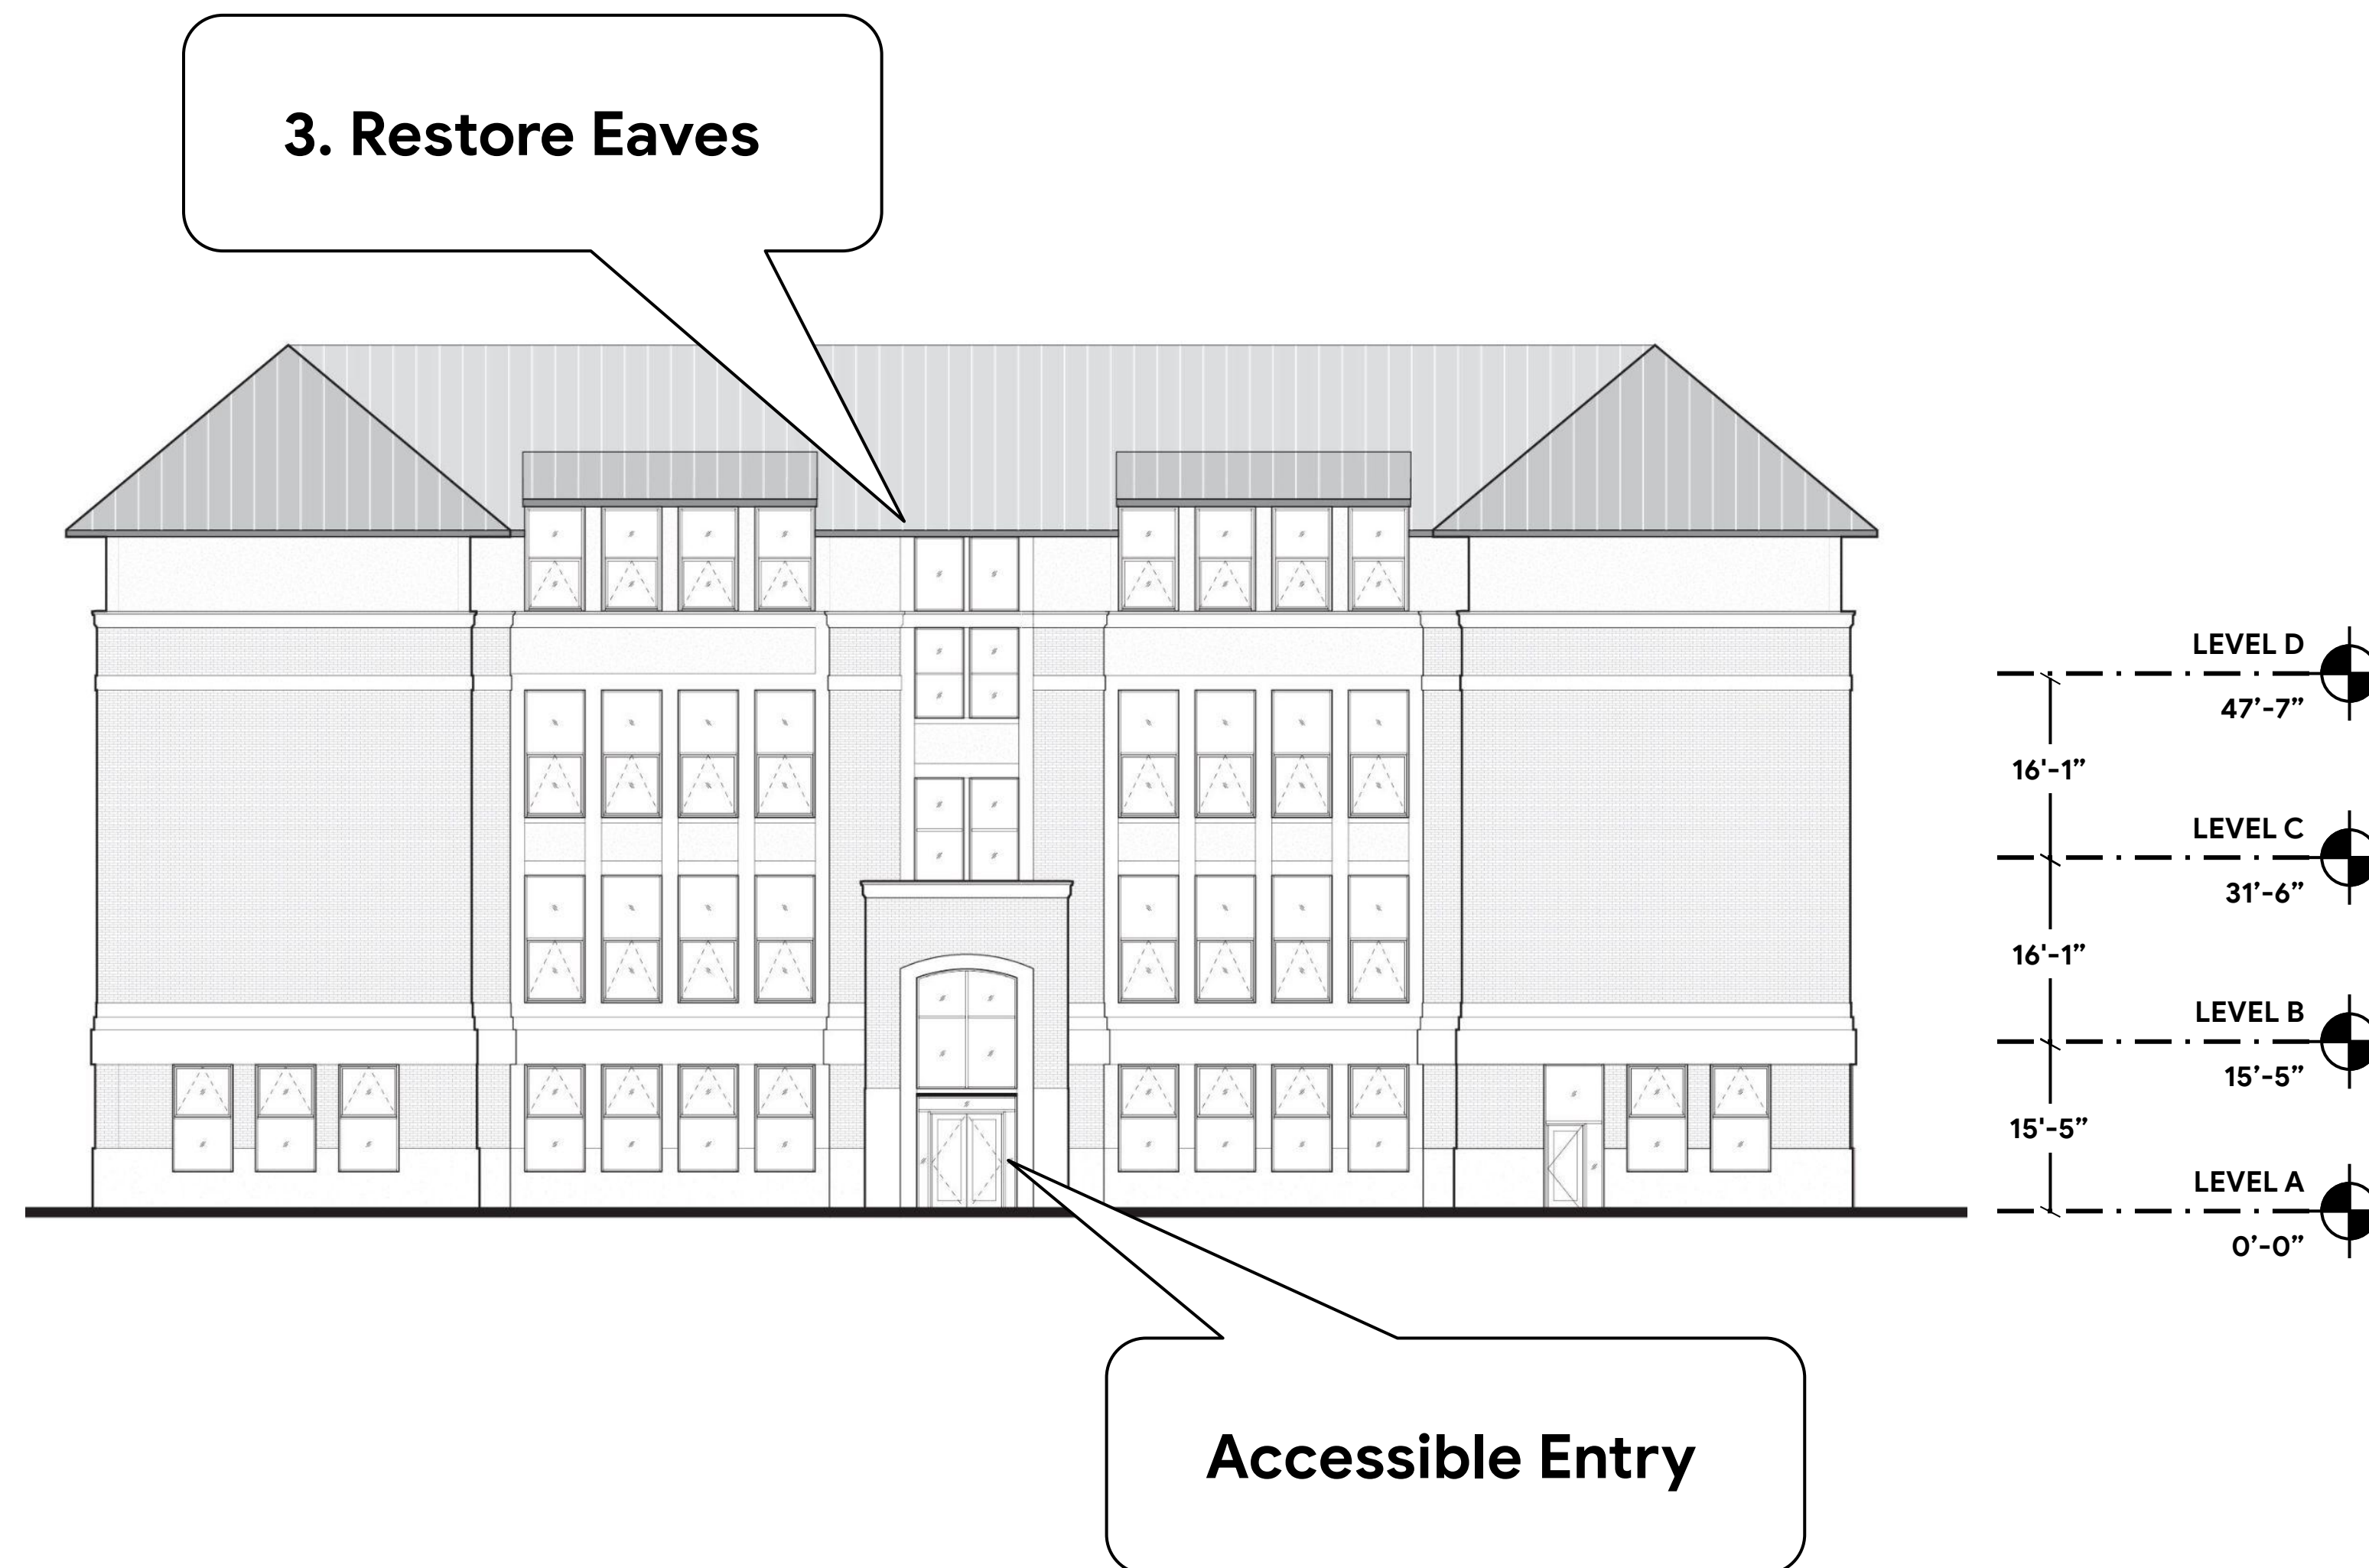 3. Restore Eaves
LEVEL D
47’-7”
16'-1”
LEVEL C
31’-6”
16'-1”
LEVEL B
15’-5”
15'-5”
LEVEL A
0’-0”
Accessible Entry